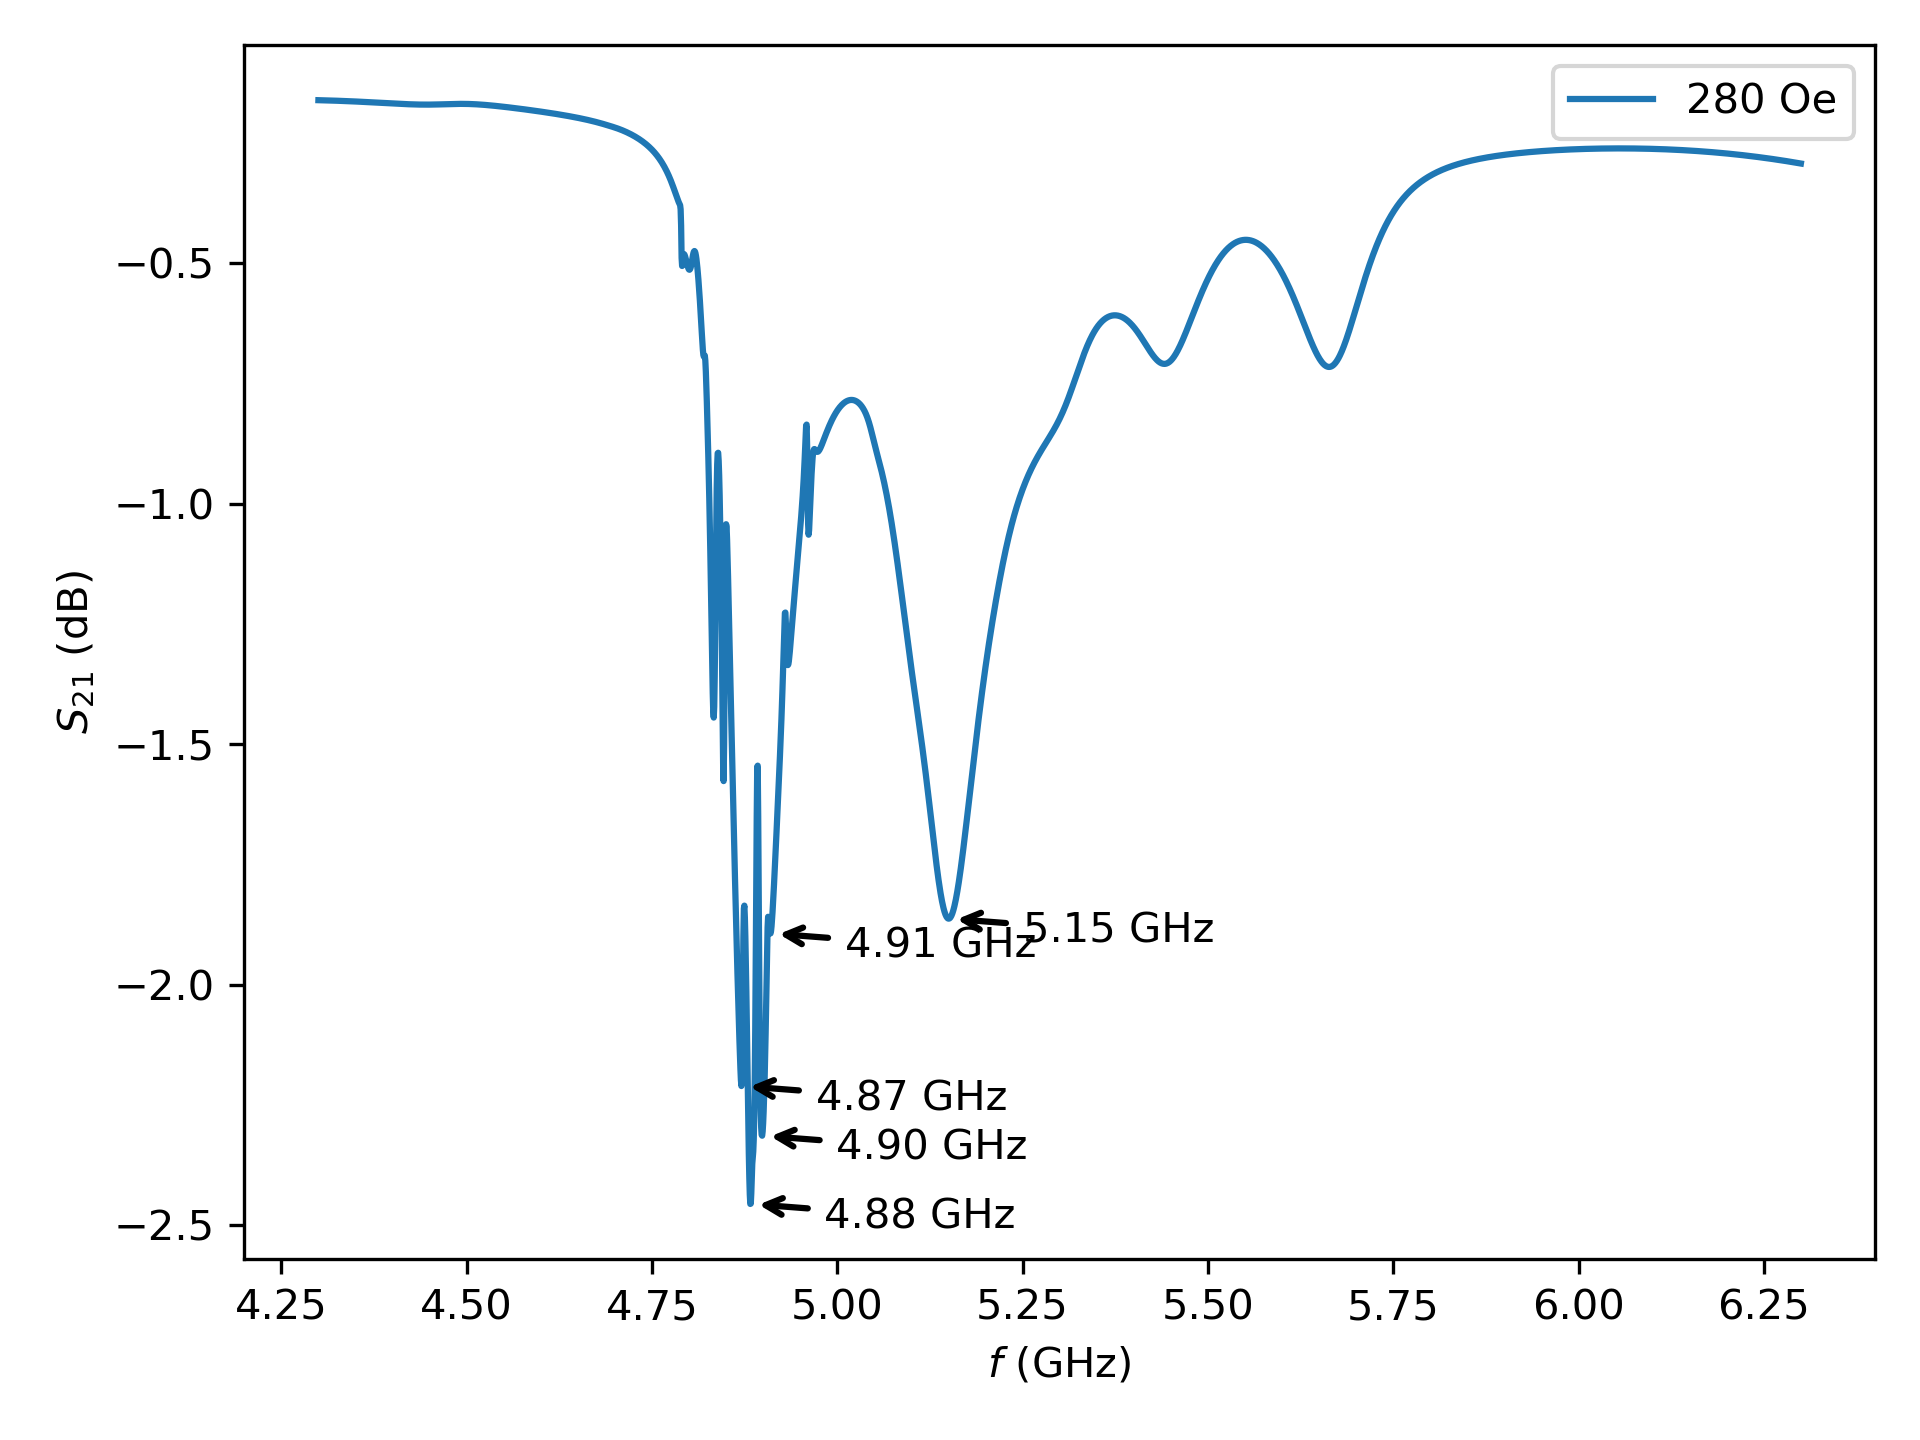 280 Oe
−0.5
−1.0
−1.5
−2.0
−2.5
S₂₁ (dB)
5.15 GHz
4.91 GHz
4.87 GHz
4.90 GHz
4.88 GHz
4.25 4.50 4.75 5.00 5.25 5.50 5.75 6.00 6.25
f (GHz)